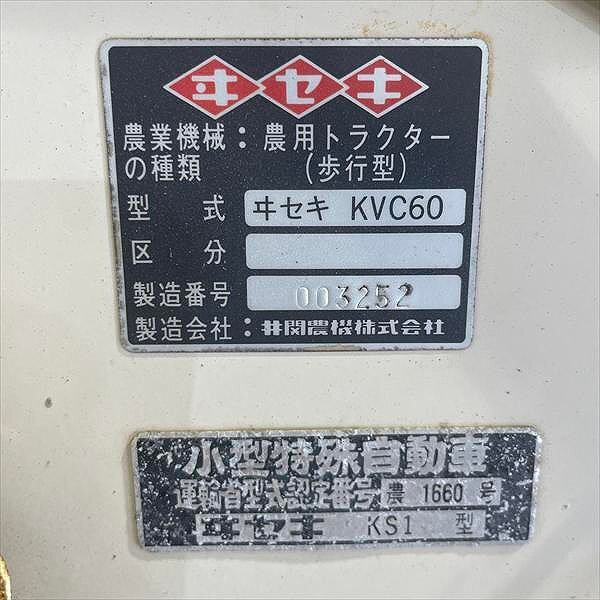 ヰセキ
農業機械：農用トラクター
の種類 (歩行型)
型式 ヰセキ KVC60
区分
製造番号 003252
製造会社：井関農機株式会社
小型特殊自動車
運輸省型式認定番号 農 1660 号
ヰセキ KS1 型